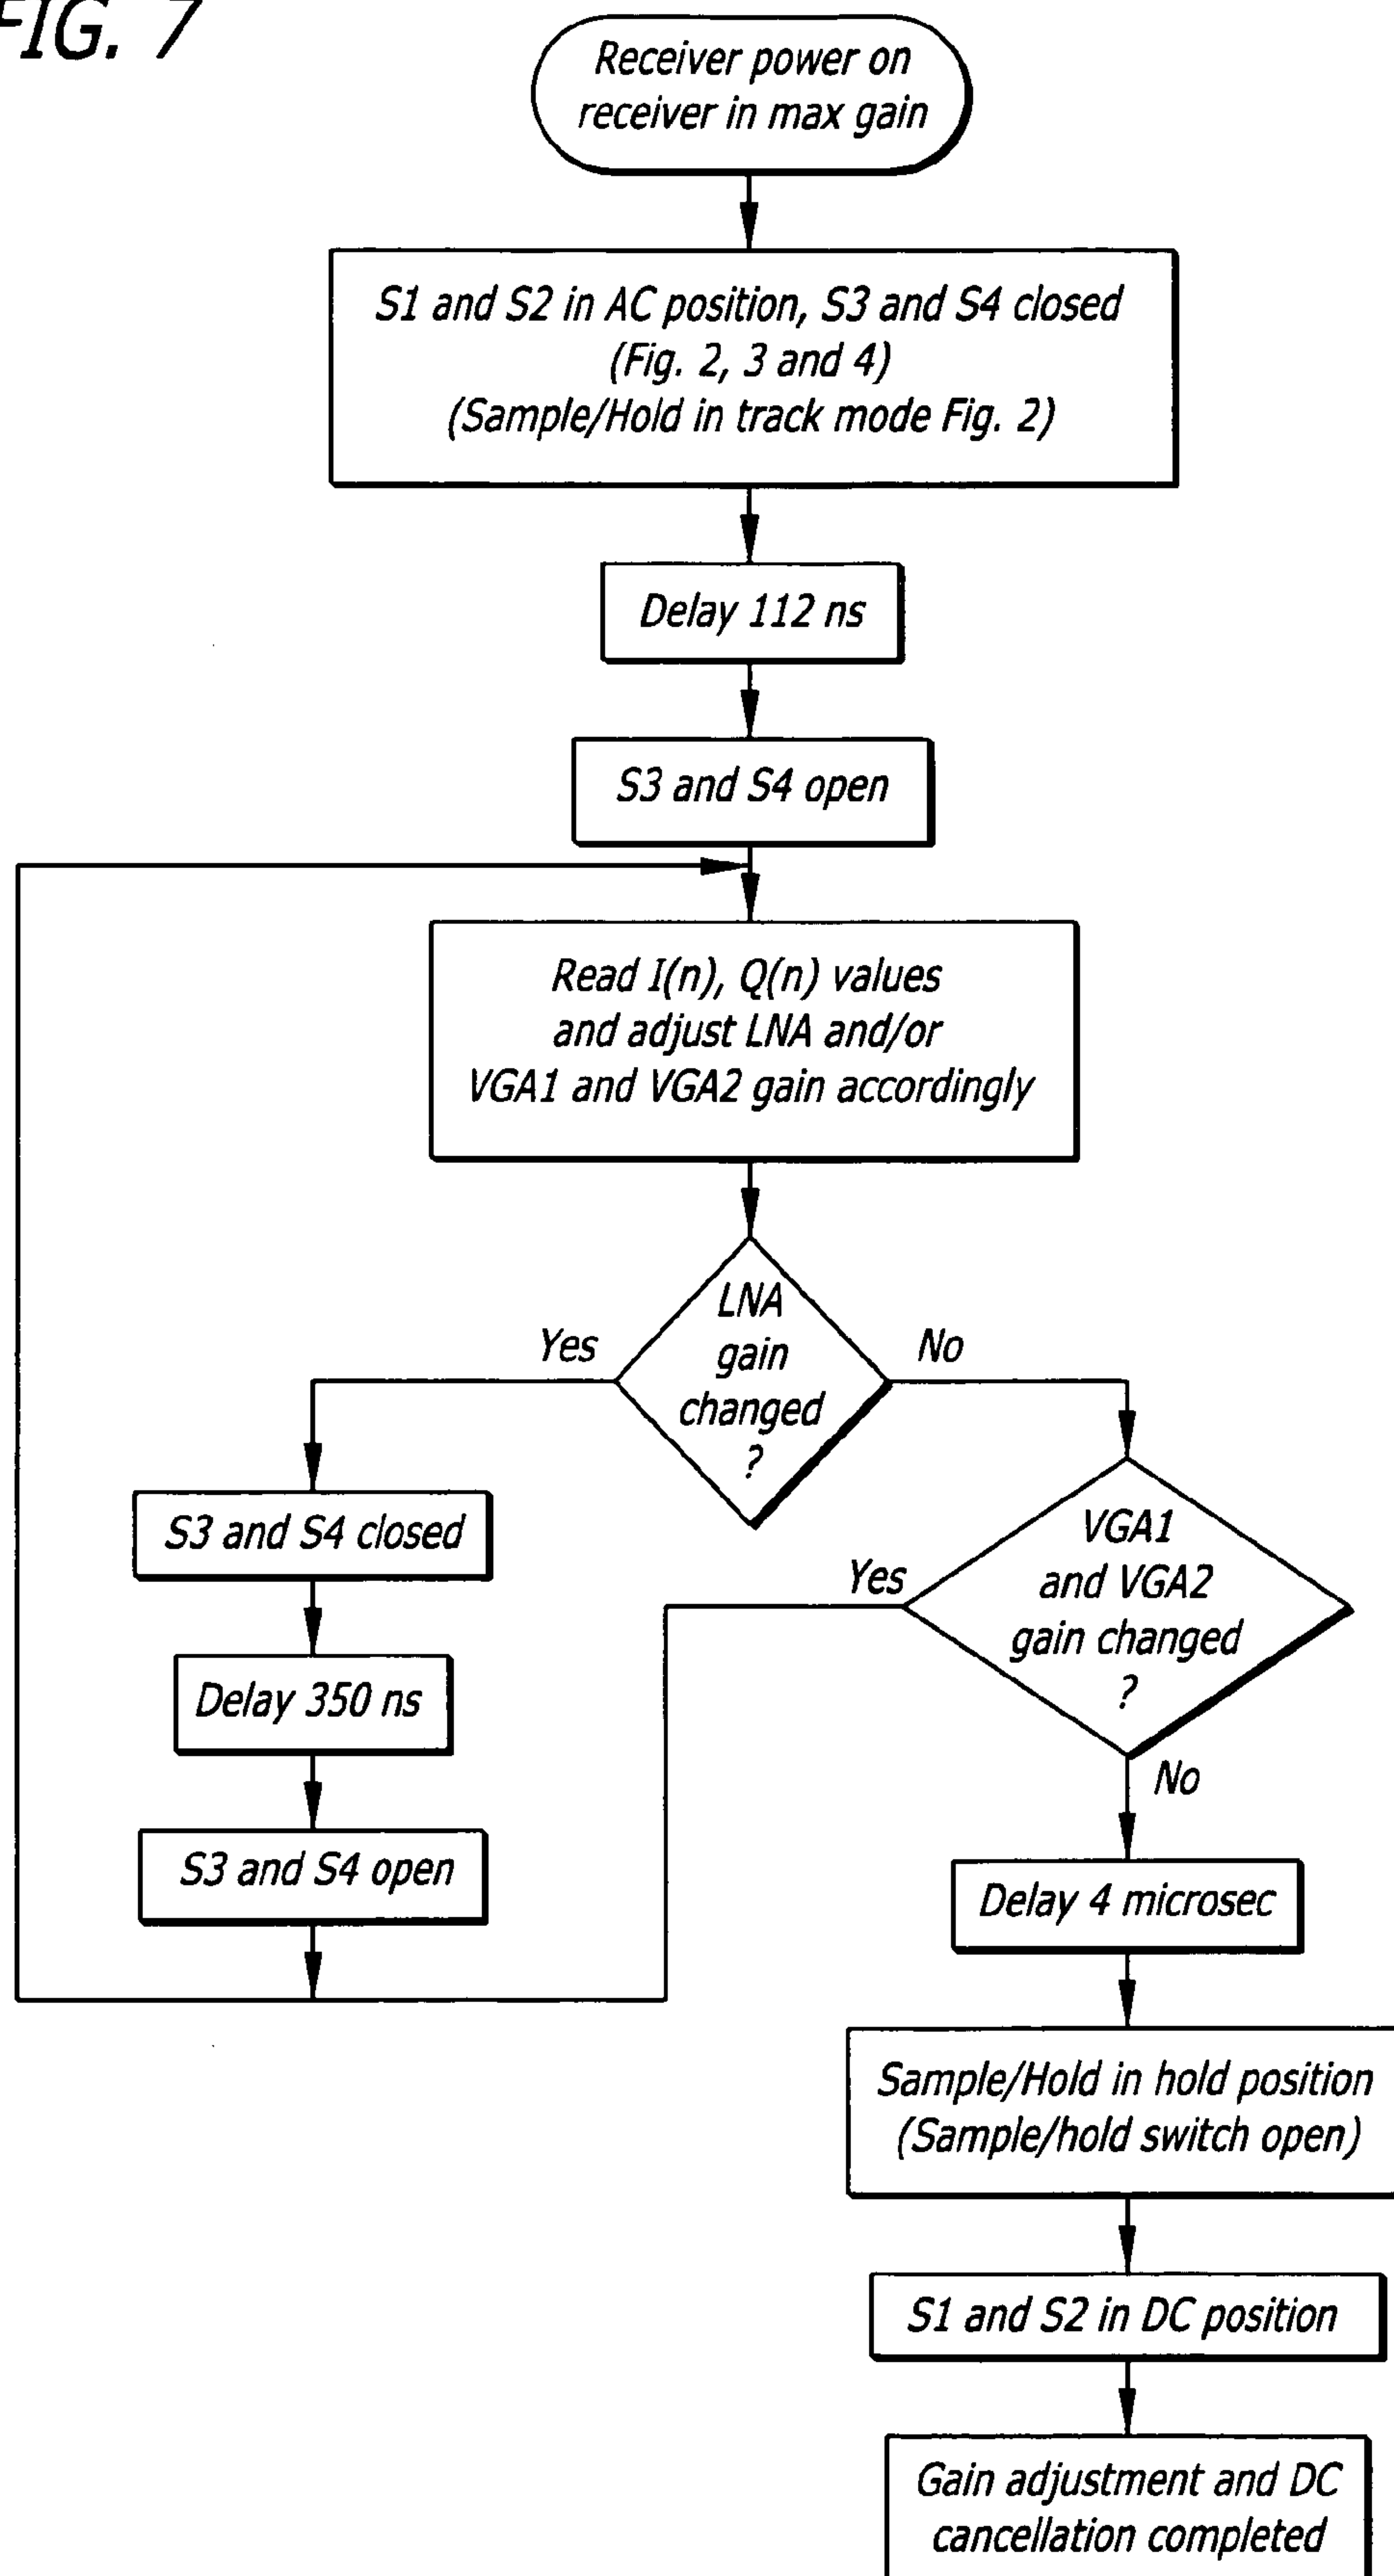 FIG. 7
Receiver power on
receiver in max gain
S1 and S2 in AC position, S3 and S4 closed
(Fig. 2, 3 and 4)
(Sample/Hold in track mode Fig. 2)
Delay 112 ns
S3 and S4 open
Read I(n), Q(n) values
and adjust LNA and/or
VGA1 and VGA2 gain accordingly
LNA
gain
changed
?
Yes
No
S3 and S4 closed
Delay 350 ns
S3 and S4 open
VGA1
and VGA2
gain changed
?
Yes
No
Delay 4 microsec
Sample/Hold in hold position
(Sample/hold switch open)
S1 and S2 in DC position
Gain adjustment and DC
cancellation completed